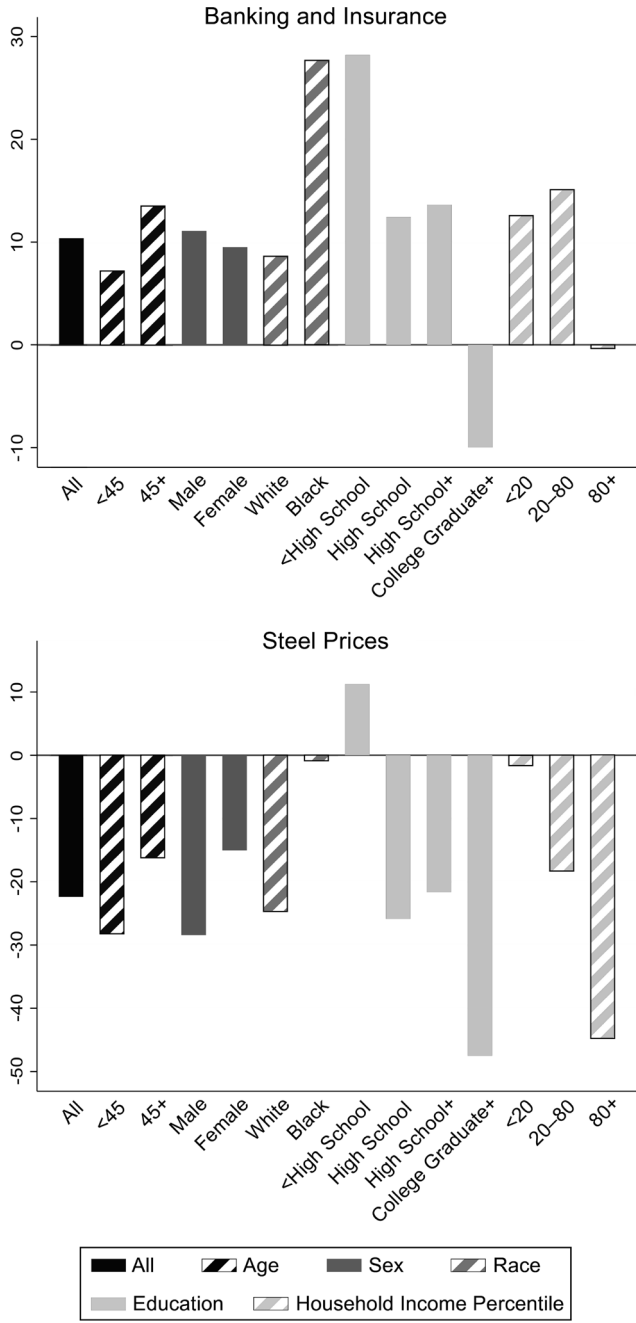 Banking and Insurance
30
20
10
0
-10
All
<45
45+
Male
Female
White
Black
<High School
High School
High School+
College Graduate+
<20
20–80
80+
Steel Prices
10
0
-10
-20
-30
-40
-50
All
<45
45+
Male
Female
White
Black
<High School
High School
High School+
College Graduate+
<20
20–80
80+
All Age Sex Race
Education Household Income Percentile